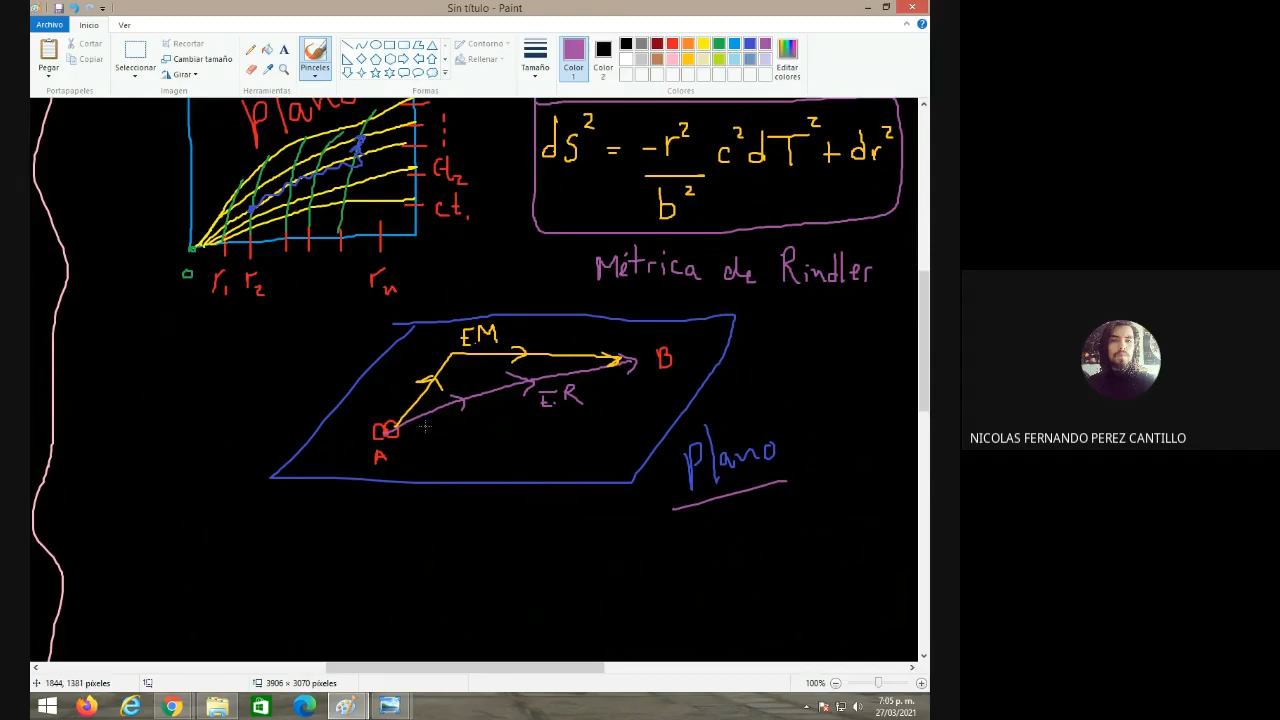 Sin título - Paint
Archivo Inicio Ver
Pegar
Cortar
Copiar
Seleccionar
Recortar
Cambiar tamaño
Girar
A
Pinceles
Contorno
Rellenar
Tamaño
Color 1
Color 2
Editar colores
Portapapeles Imagen Herramientas Formas Colores
plano
ct2
ct1
0 r1 r2 rn
dS² = -r²/b² c²dT² + dr²
Métrica de Rindler
E.M
B
E.R
A
plano
1844, 1381 píxeles
3906 × 3070 píxeles
100%
7:05 p. m.
27/03/2021
NICOLAS FERNANDO PEREZ CANTILLO